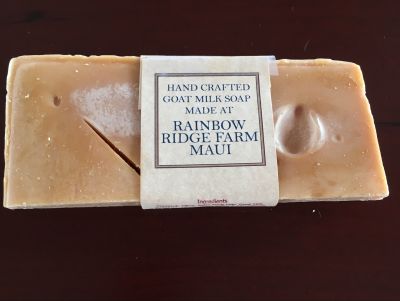 HAND CRAFTED
GOAT MILK SOAP
MADE AT
RAINBOW
RIDGE FARM
MAUI
Ingredients